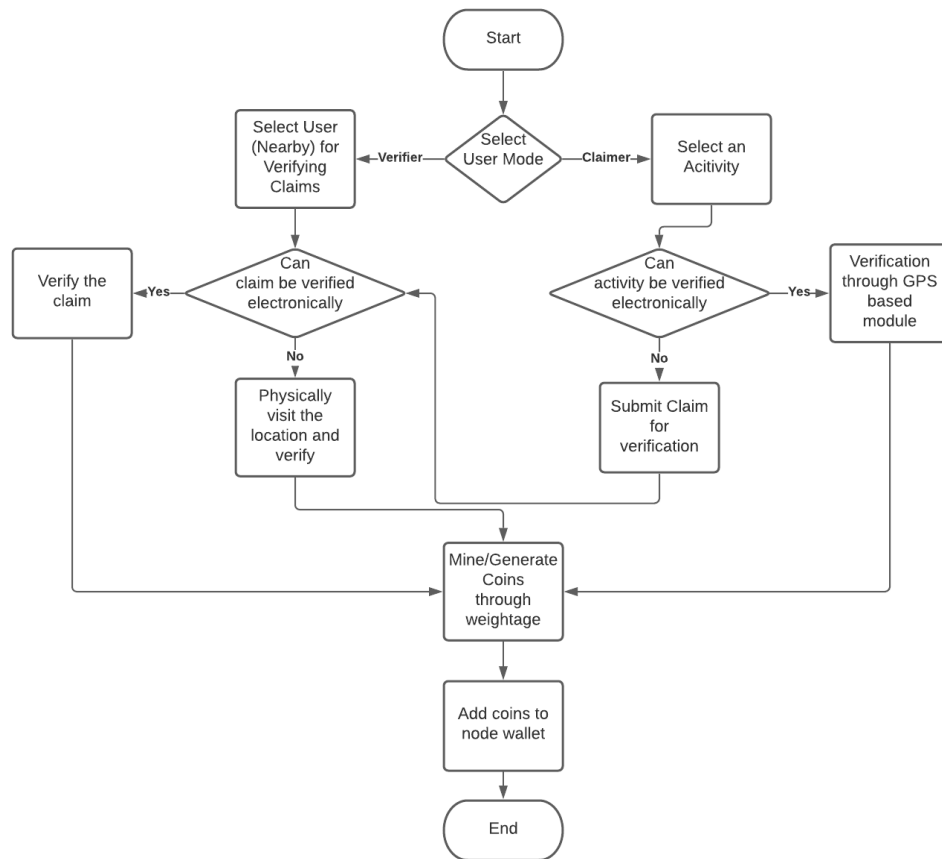 Start
Select
User Mode
Verifier
Claimer
Select User
(Nearby) for
Verifying
Claims
Select an
Acitivity
Can
claim be verified
electronically
Yes
Verify the
claim
No
Can
activity be verified
electronically
Yes
Verification
through GPS
based
module
No
Physically
visit the
location and
verify
Submit Claim
for
verification
Mine/Generate
Coins
through
weightage
Add coins to
node wallet
End